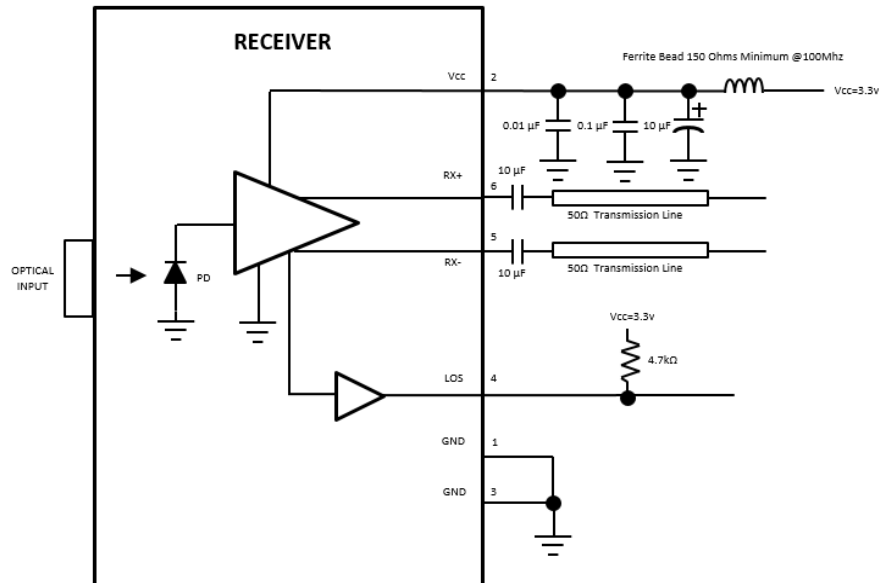 RECEIVER
Ferrite Bead 150 Ohms Minimum @100Mhz
Vcc
2
Vcc=3.3v
0.01 µF
0.1 µF
10 µF
+
RX+
6
10 µF
50Ω Transmission Line
5
RX-
10 µF
50Ω Transmission Line
OPTICAL
INPUT
PD
Vcc=3.3v
4.7kΩ
LOS
4
GND
1
GND
3